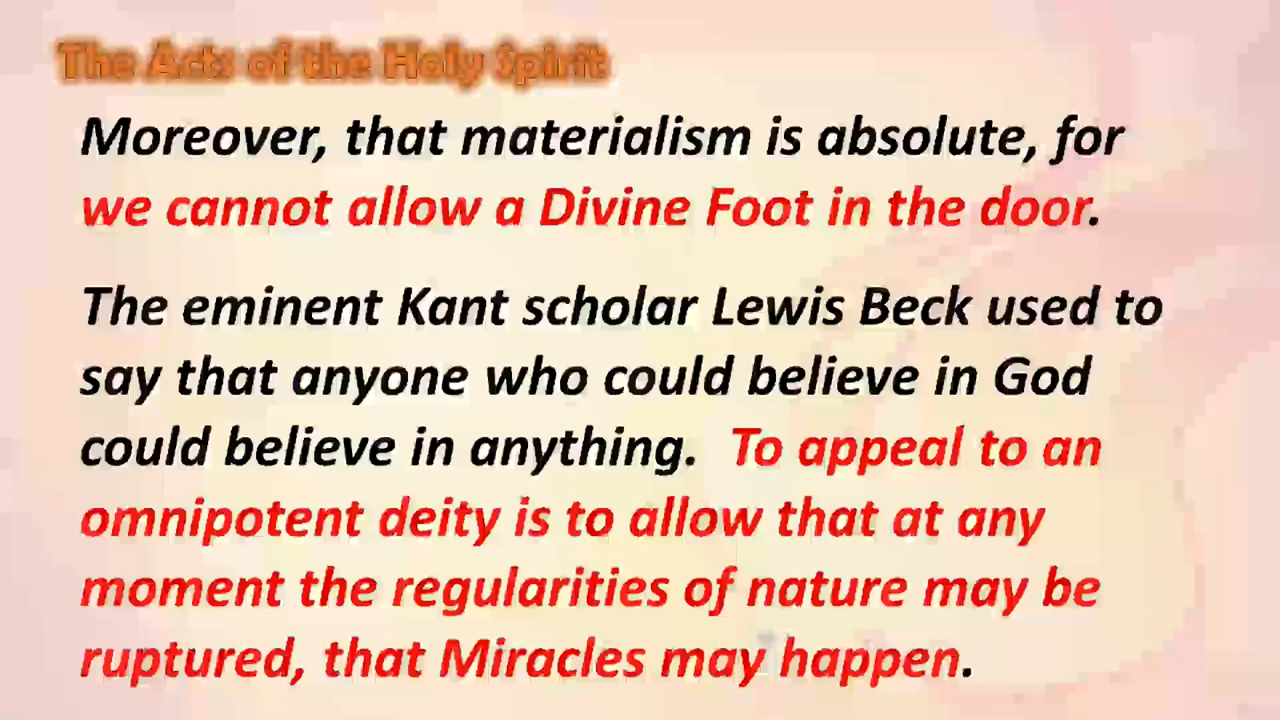 The Acts of the Holy Spirit
Moreover, that materialism is absolute, for
we cannot allow a Divine Foot in the door.
The eminent Kant scholar Lewis Beck used to
say that anyone who could believe in God
could believe in anything.  To appeal to an
omnipotent deity is to allow that at any
moment the regularities of nature may be
ruptured, that Miracles may happen.